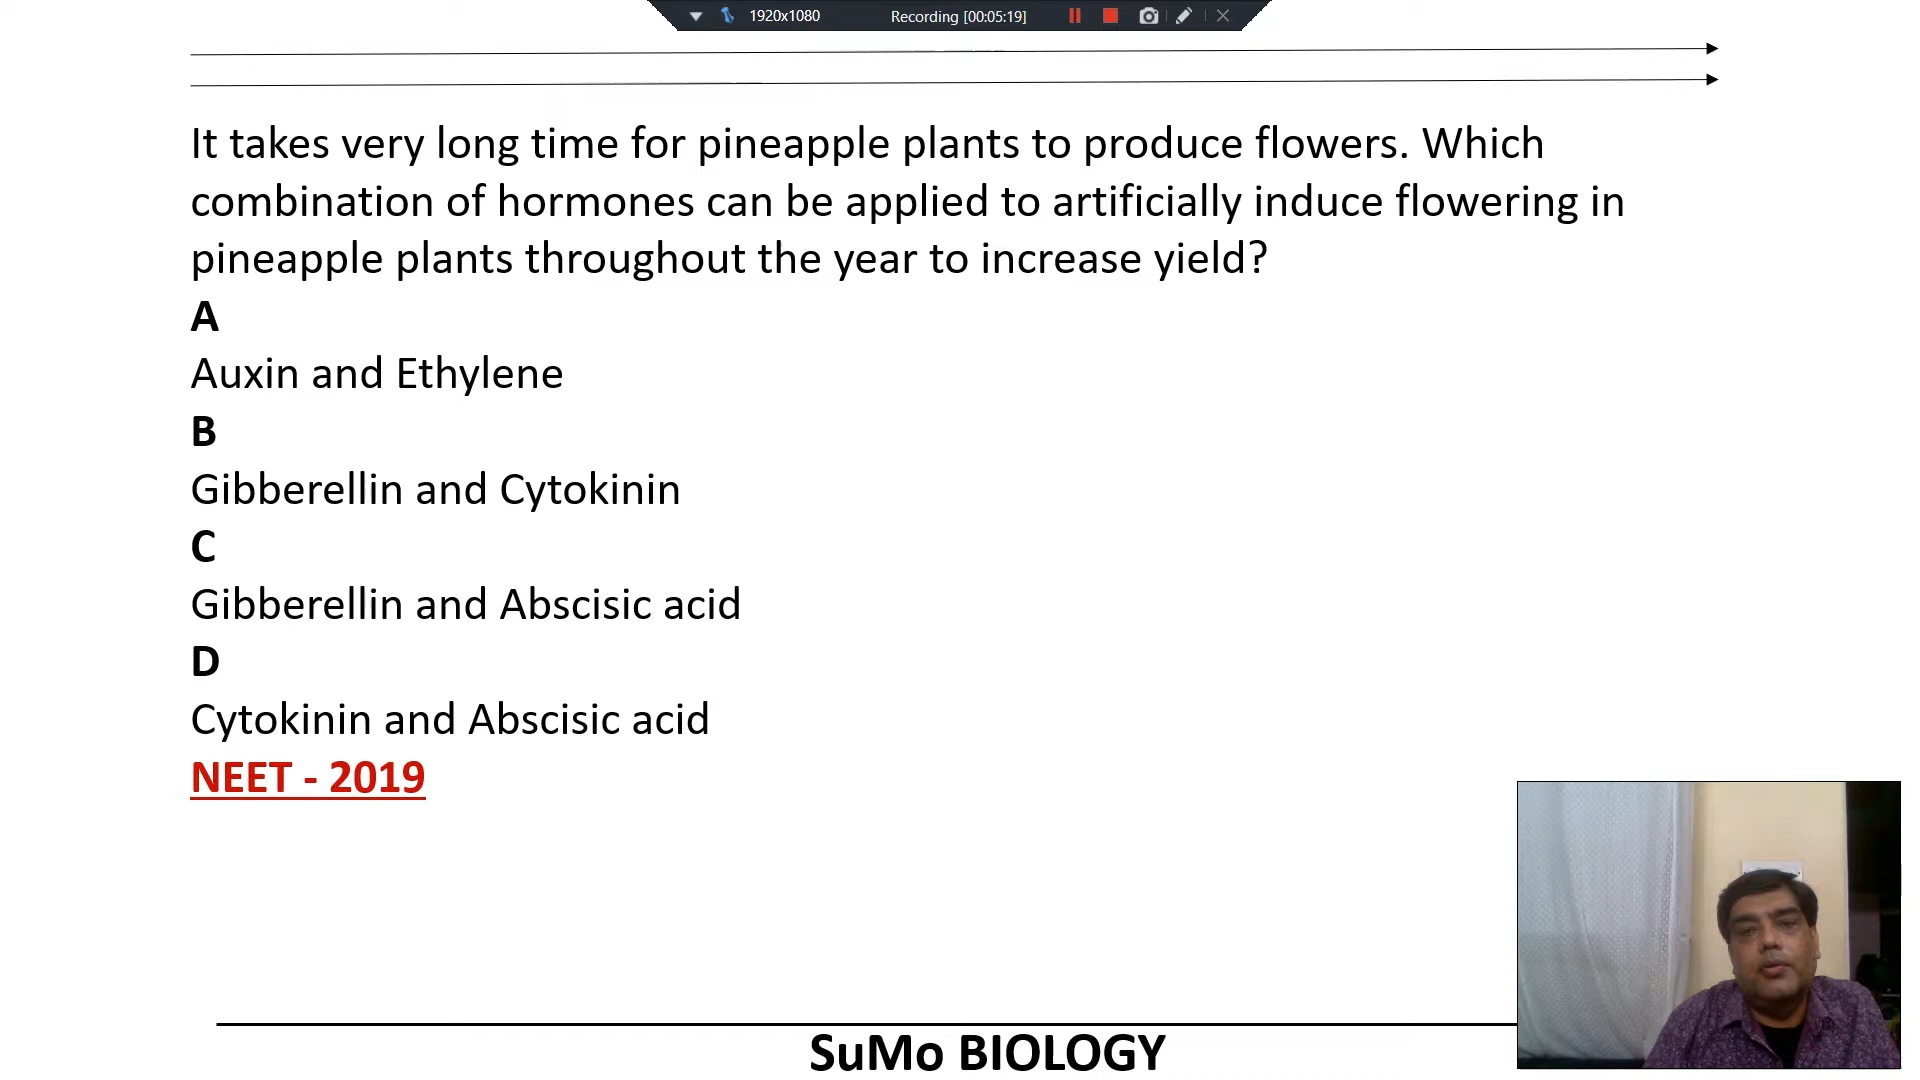 1920x1080 Recording [00:05:19]
It takes very long time for pineapple plants to produce flowers. Which
combination of hormones can be applied to artificially induce flowering in
pineapple plants throughout the year to increase yield?
A
Auxin and Ethylene
B
Gibberellin and Cytokinin
C
Gibberellin and Abscisic acid
D
Cytokinin and Abscisic acid
NEET - 2019
SuMo BIOLOGY